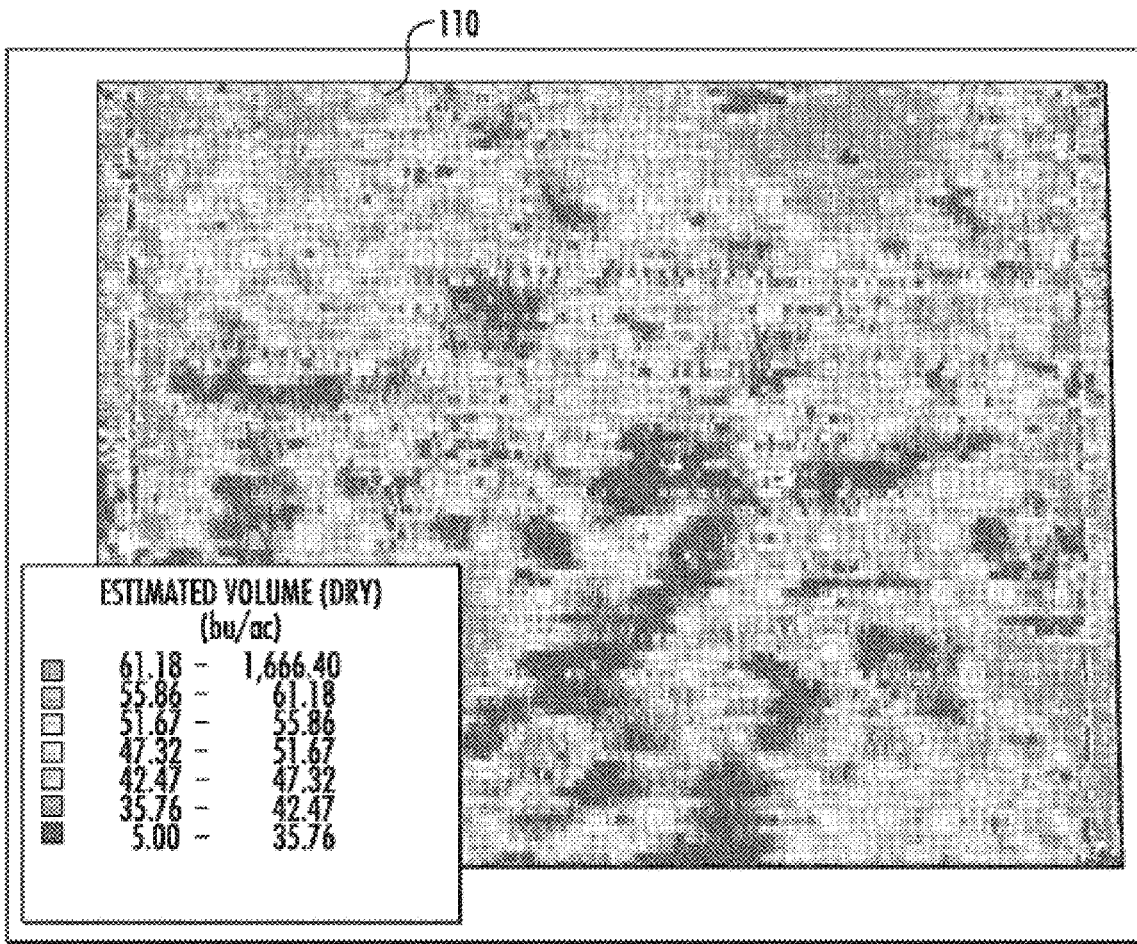 110
ESTIMATED VOLUME (DRY)
(bu/ac)
61.18 - 1,666.40
55.86 - 61.18
51.67 - 55.86
47.32 - 51.67
42.47 - 47.32
35.76 - 42.47
5.00 - 35.76